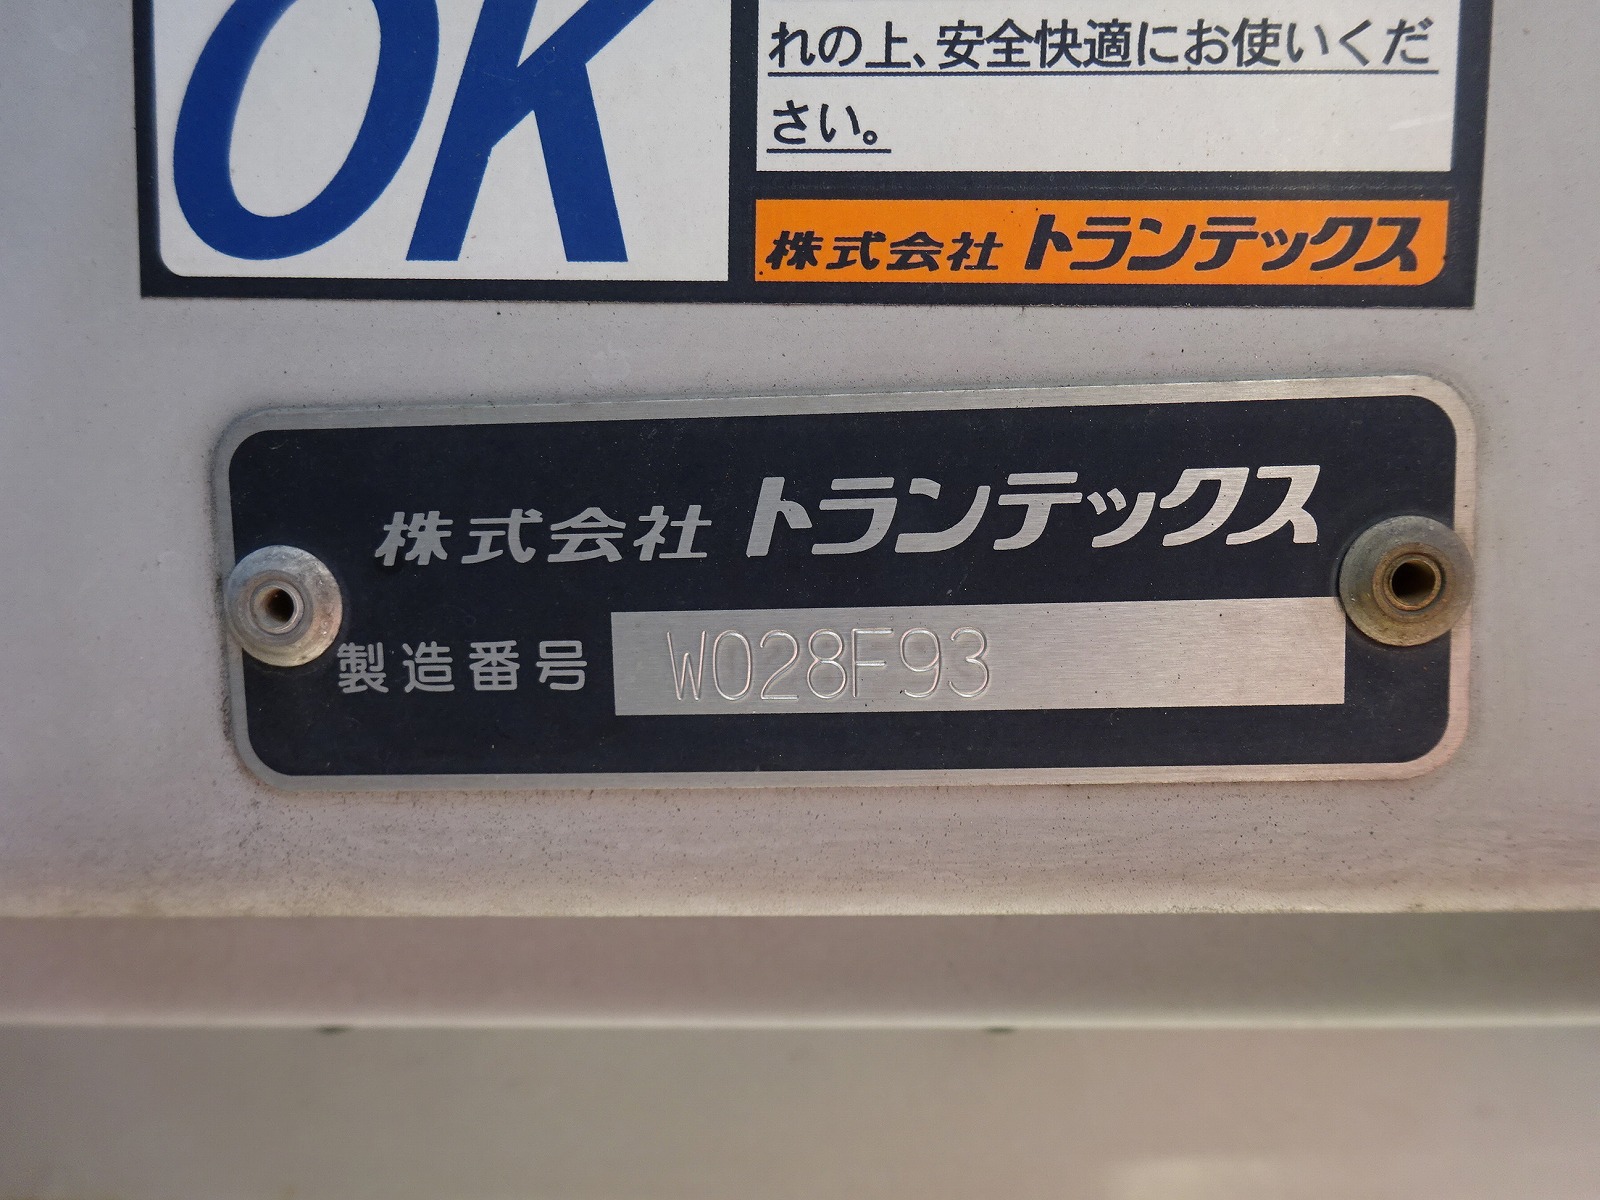 OK
れの上、安全快適にお使いくだ
さい。
株式会社 トランテックス
株式会社 トランテックス
製造番号 W028F93